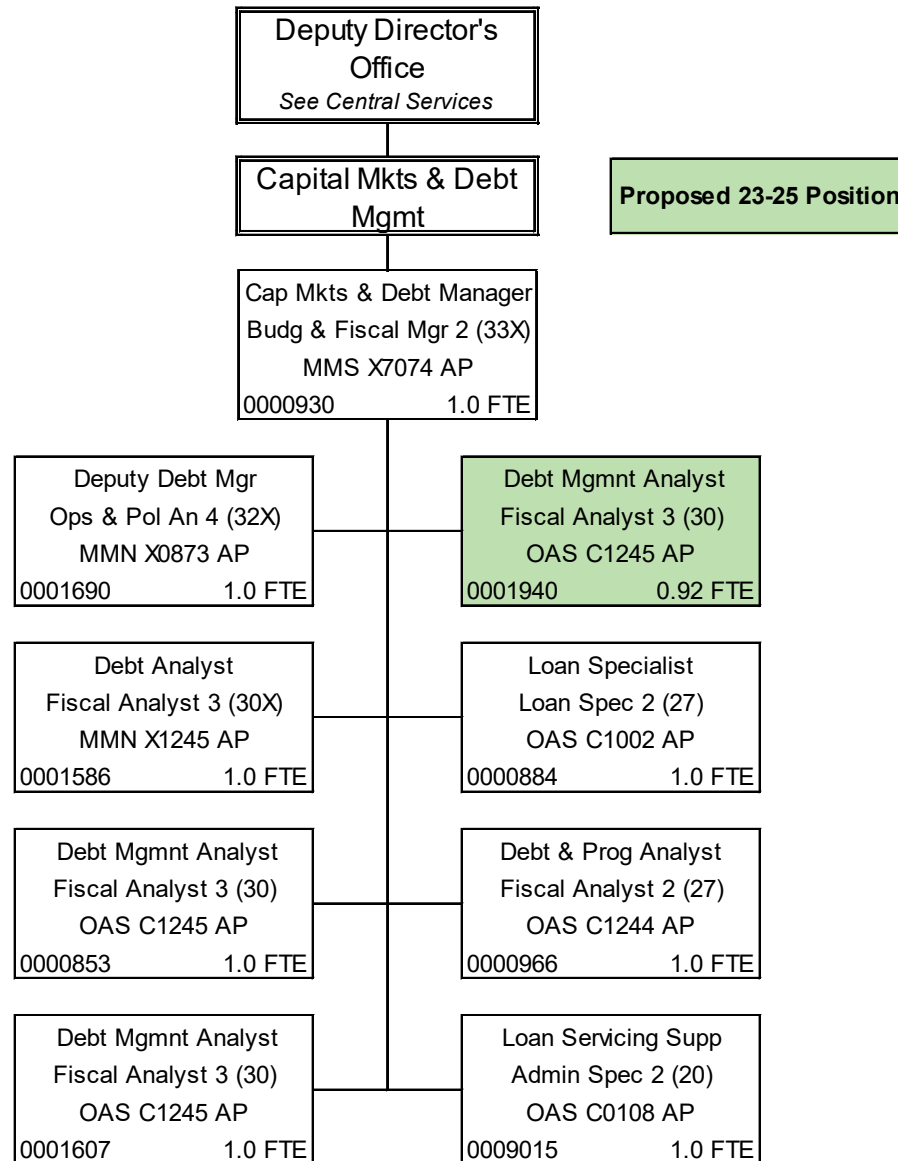 Deputy Director's
Office
See Central Services
Capital Mkts & Debt
Mgmt
Proposed 23-25 Position
Cap Mkts & Debt Manager
Budg & Fiscal Mgr 2 (33X)
MMS X7074 AP
0000930 1.0 FTE
Deputy Debt Mgr
Ops & Pol An 4 (32X)
MMN X0873 AP
0001690 1.0 FTE
Debt Mgmnt Analyst
Fiscal Analyst 3 (30)
OAS C1245 AP
0001940 0.92 FTE
Debt Analyst
Fiscal Analyst 3 (30X)
MMN X1245 AP
0001586 1.0 FTE
Loan Specialist
Loan Spec 2 (27)
OAS C1002 AP
0000884 1.0 FTE
Debt Mgmnt Analyst
Fiscal Analyst 3 (30)
OAS C1245 AP
0000853 1.0 FTE
Debt & Prog Analyst
Fiscal Analyst 2 (27)
OAS C1244 AP
0000966 1.0 FTE
Debt Mgmnt Analyst
Fiscal Analyst 3 (30)
OAS C1245 AP
0001607 1.0 FTE
Loan Servicing Supp
Admin Spec 2 (20)
OAS C0108 AP
0009015 1.0 FTE